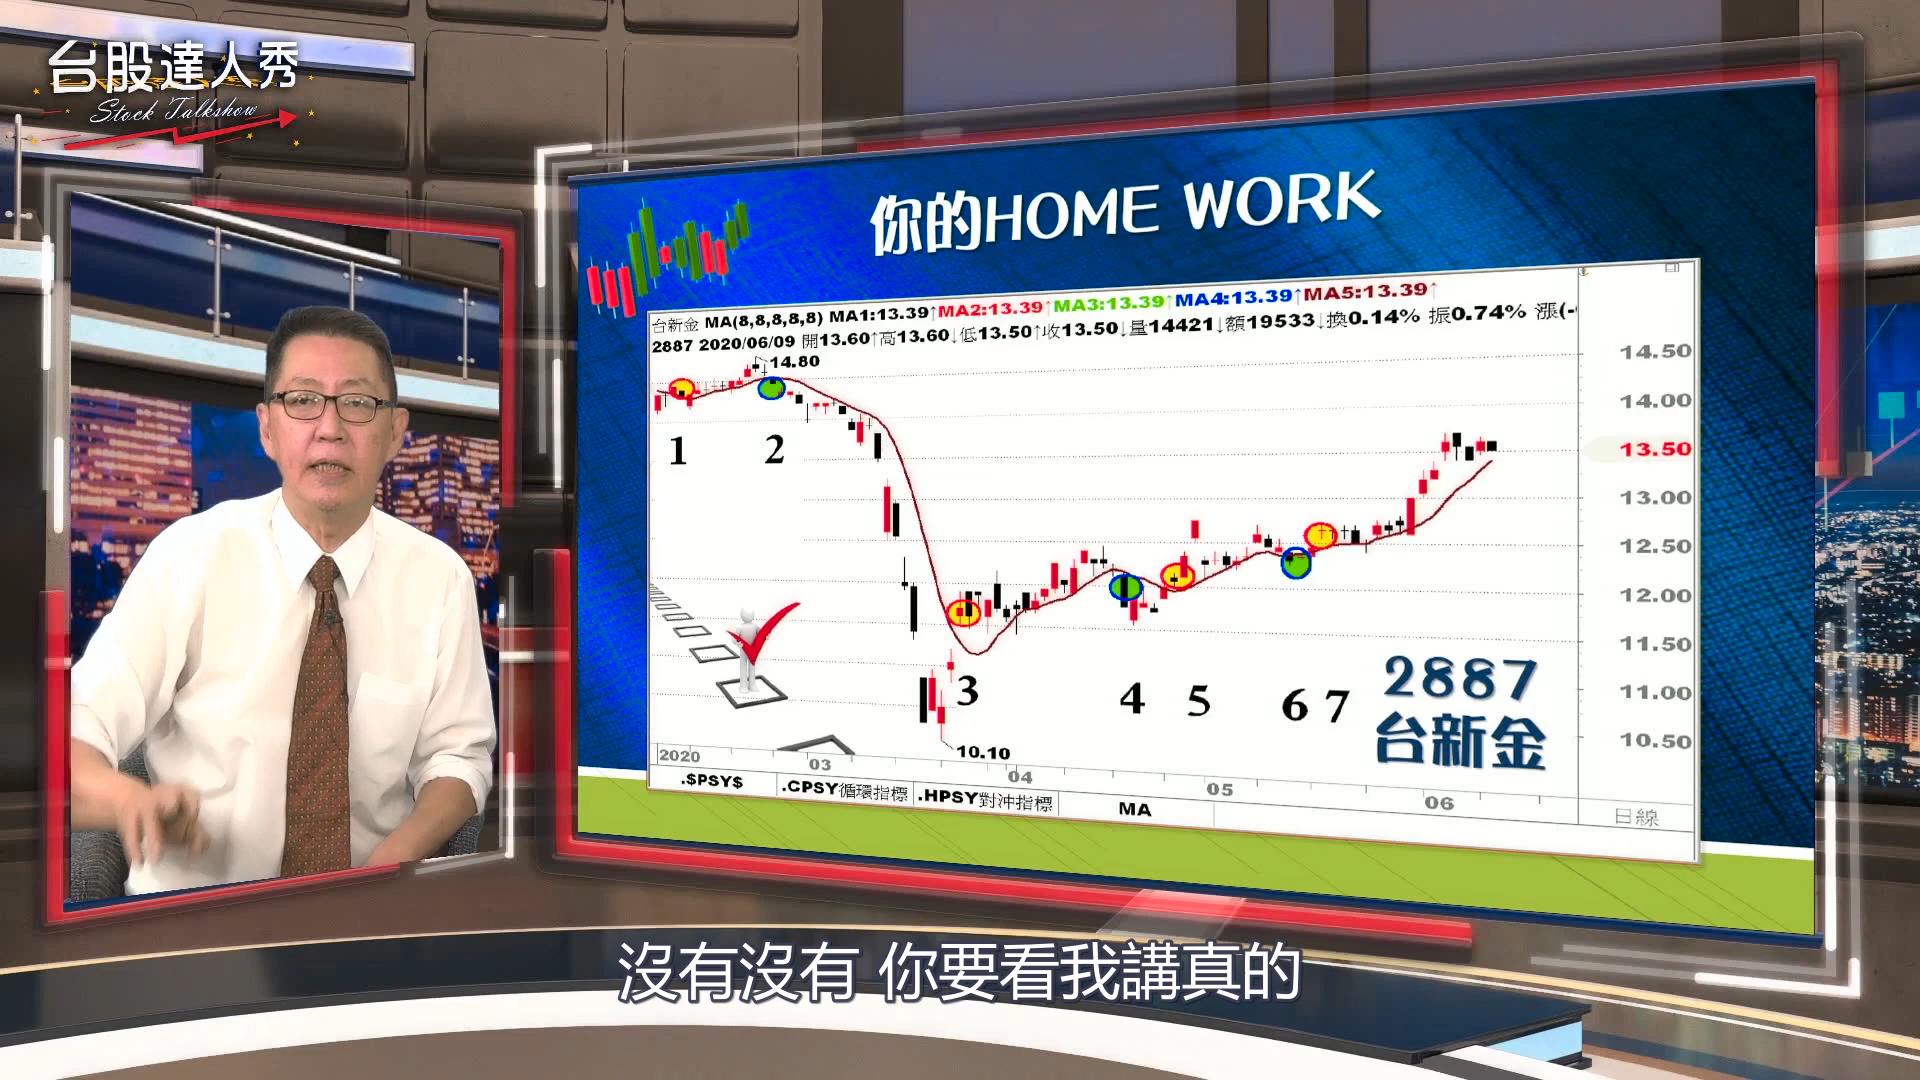 台股達人秀
Stock Talkshow
你的HOME WORK
台新金 MA(8,8,8,8,8) MA1:13.39↑MA2:13.39↑MA3:13.39↑MA4:13.39↑MA5:13.39↑
2887 2020/06/09 開13.60↑高13.60↓低13.50↑收13.50↓量14421↓額19533↓換0.14% 振0.74% 漲(-
14.80
14.50
14.00
13.50
13.00
12.50
12.00
11.50
11.00
10.50
1 2
3 4 5 6 7
2887
台新金
10.10
2020 03 04 05 06 日線
.$PSY$ .CPSY循環指標 .HPSY對沖指標 MA
沒有沒有 你要看我講真的